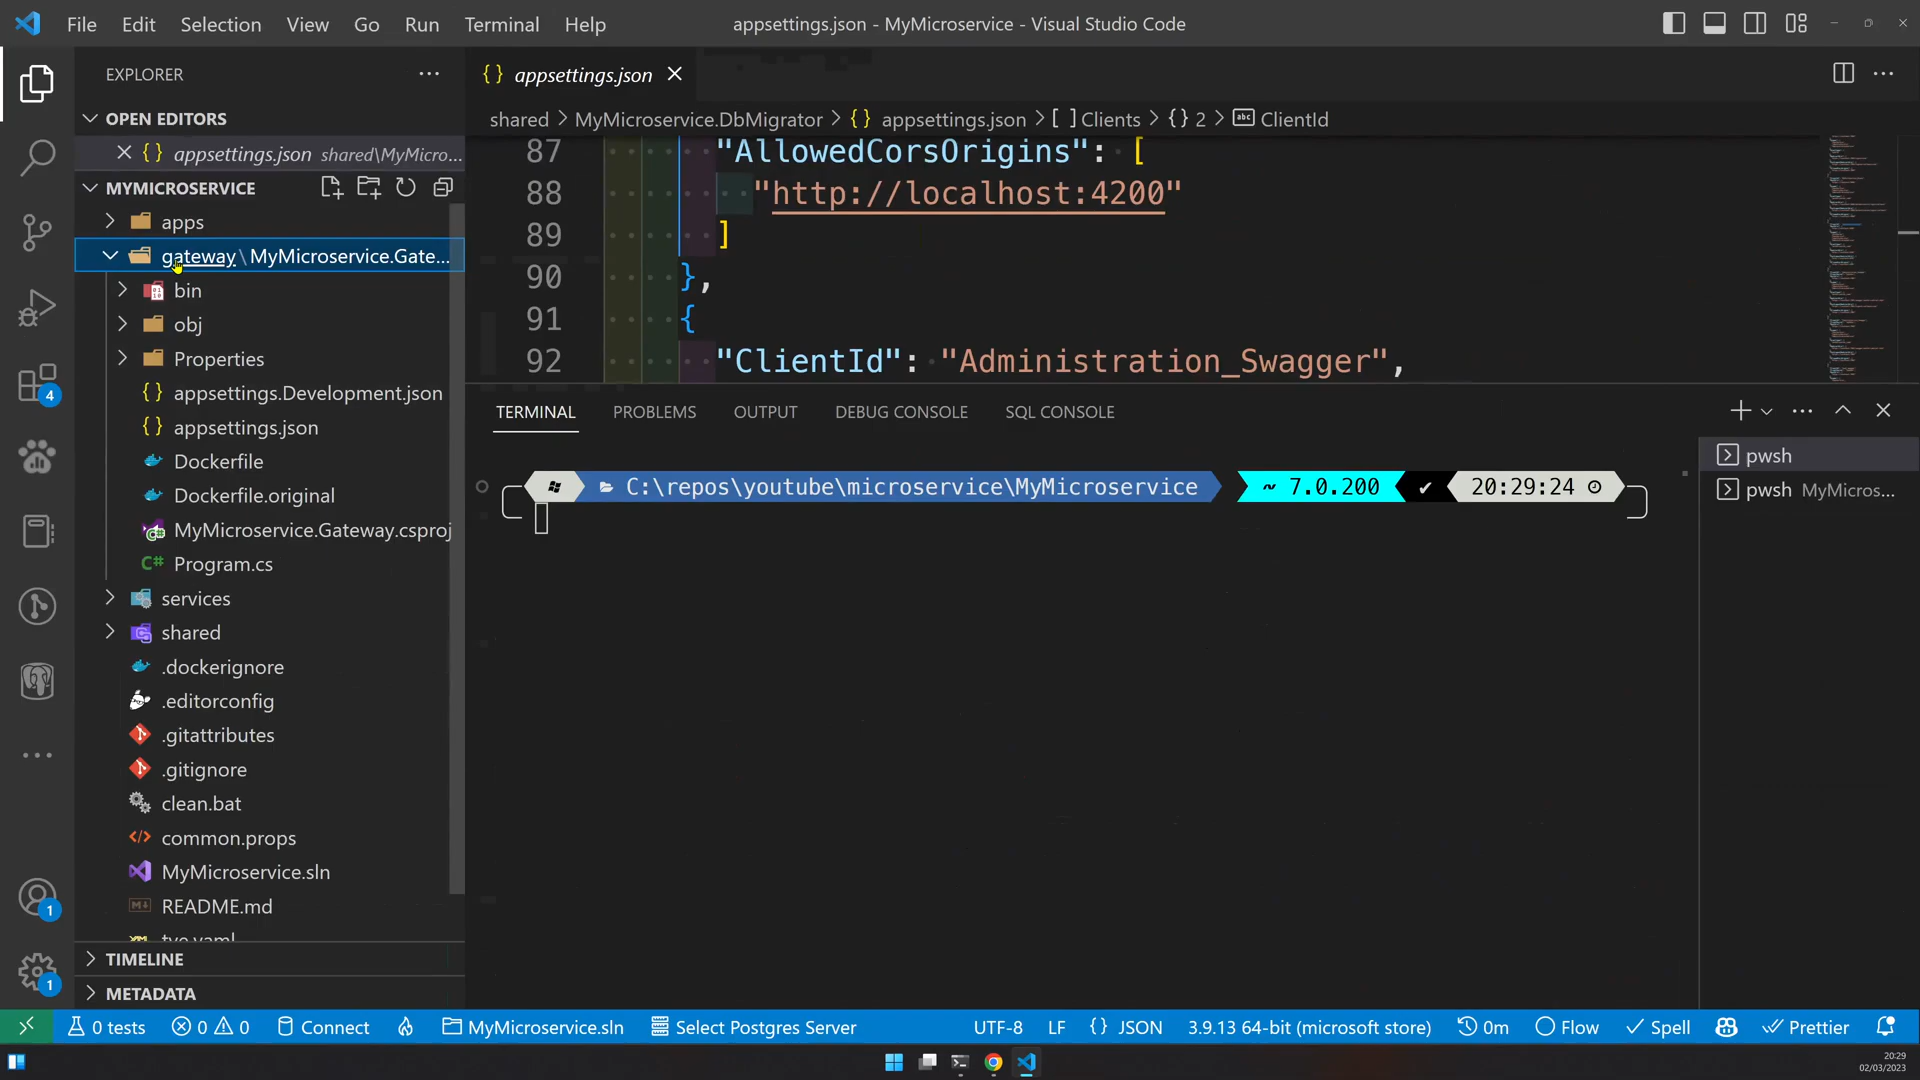 File Edit Selection View Go Run Terminal Help
appsettings.json - MyMicroservice - Visual Studio Code
EXPLORER
OPEN EDITORS
appsettings.json shared\MyMicro...
MYMICROSERVICE
apps
gateway\MyMicroservice.Gate...
bin
obj
Properties
appsettings.Development.json
appsettings.json
Dockerfile
Dockerfile.original
MyMicroservice.Gateway.csproj
C# Program.cs
services
shared
.dockerignore
.editorconfig
.gitattributes
.gitignore
clean.bat
common.props
MyMicroservice.sln
README.md
tye.yaml
TIMELINE
METADATA
4
1
1
{} appsettings.json
shared > MyMicroservice.DbMigrator > {} appsettings.json > [ ] Clients > {} 2 > abc ClientId
87 "AllowedCorsOrigins": [
88 "http://localhost:4200"
89 ]
90 },
91 {
92 "ClientId": "Administration_Swagger",
TERMINAL PROBLEMS OUTPUT DEBUG CONSOLE SQL CONSOLE
C:\repos\youtube\microservice\MyMicroservice ~ 7.0.200 ✔ 20:29:24
pwsh
pwsh MyMicros...
0 tests 0 0 Connect MyMicroservice.sln Select Postgres Server UTF-8 LF {} JSON 3.9.13 64-bit (microsoft store) 0m Flow Spell Prettier
20:29
02/03/2023